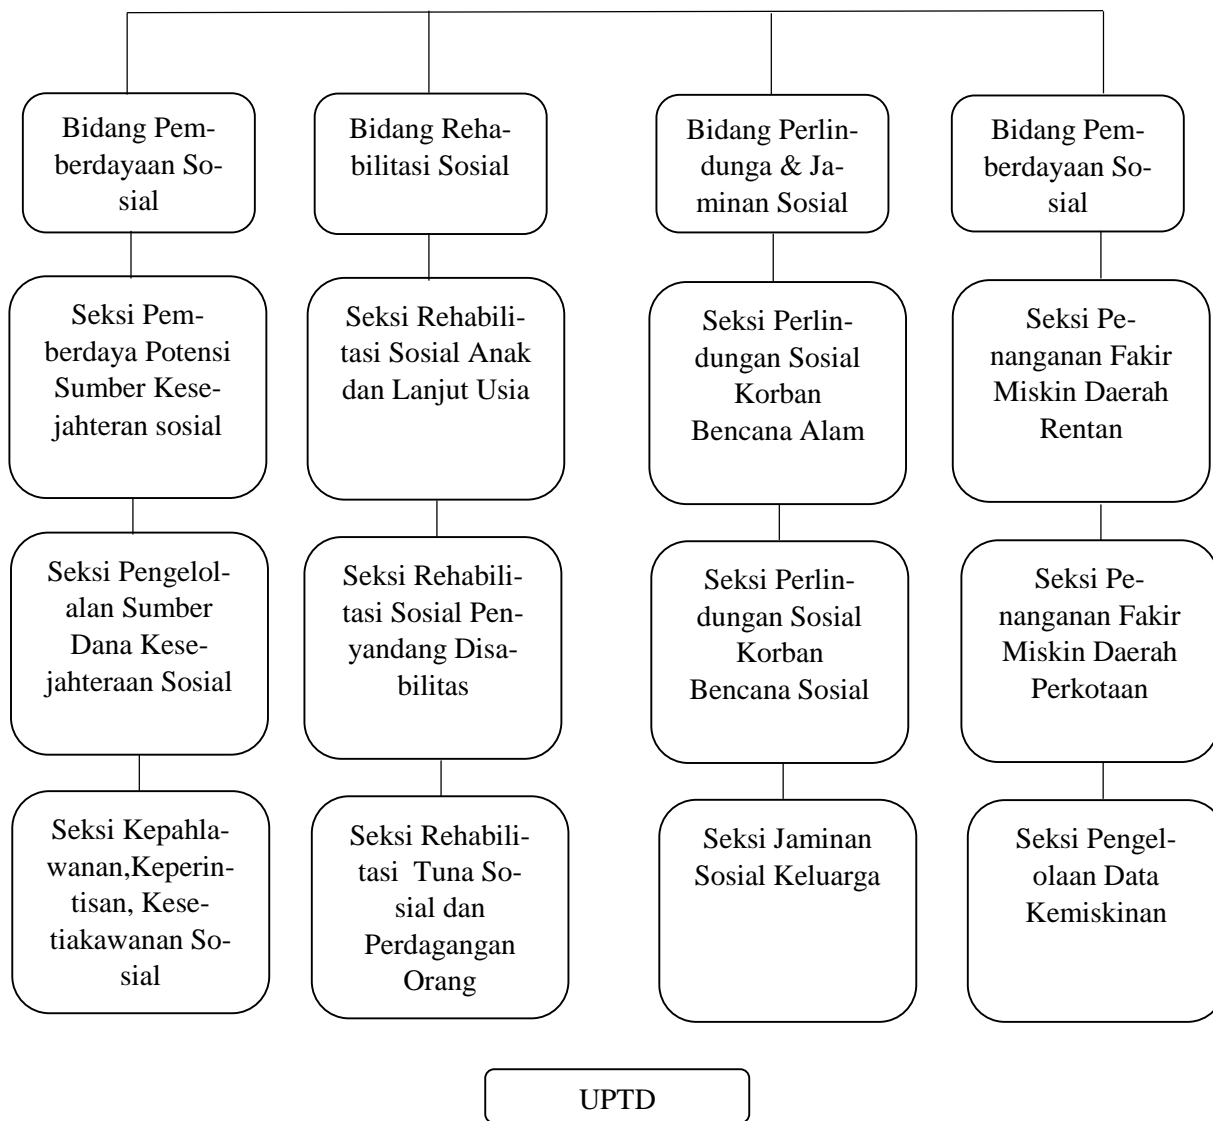 Bidang Pem-
berdayaan So-
sial
Bidang Reha-
bilitasi Sosial
Bidang Perlin-
dunga & Ja-
minan Sosial
Bidang Pem-
berdayaan So-
sial
Seksi Pem-
berdaya Potensi
Sumber Kese-
jahteran sosial
Seksi Rehabili-
tasi Sosial Anak
dan Lanjut Usia
Seksi Perlin-
dungan Sosial
Korban
Bencana Alam
Seksi Pe-
nanganan Fakir
Miskin Daerah
Rentan
Seksi Pengelol-
alan Sumber
Dana Kese-
jahteraan Sosial
Seksi Rehabili-
tasi Sosial Pen-
yandang Disa-
bilitas
Seksi Perlin-
dungan Sosial
Korban
Bencana Sosial
Seksi Pe-
nanganan Fakir
Miskin Daerah
Perkotaan
Seksi Kepahla-
wanan,Keperin-
tisan, Kese-
tiakawanan So-
sial
Seksi Rehabili-
tasi Tuna So-
sial dan
Perdagangan
Orang
Seksi Jaminan
Sosial Keluarga
Seksi Pengel-
olaan Data
Kemiskinan
UPTD